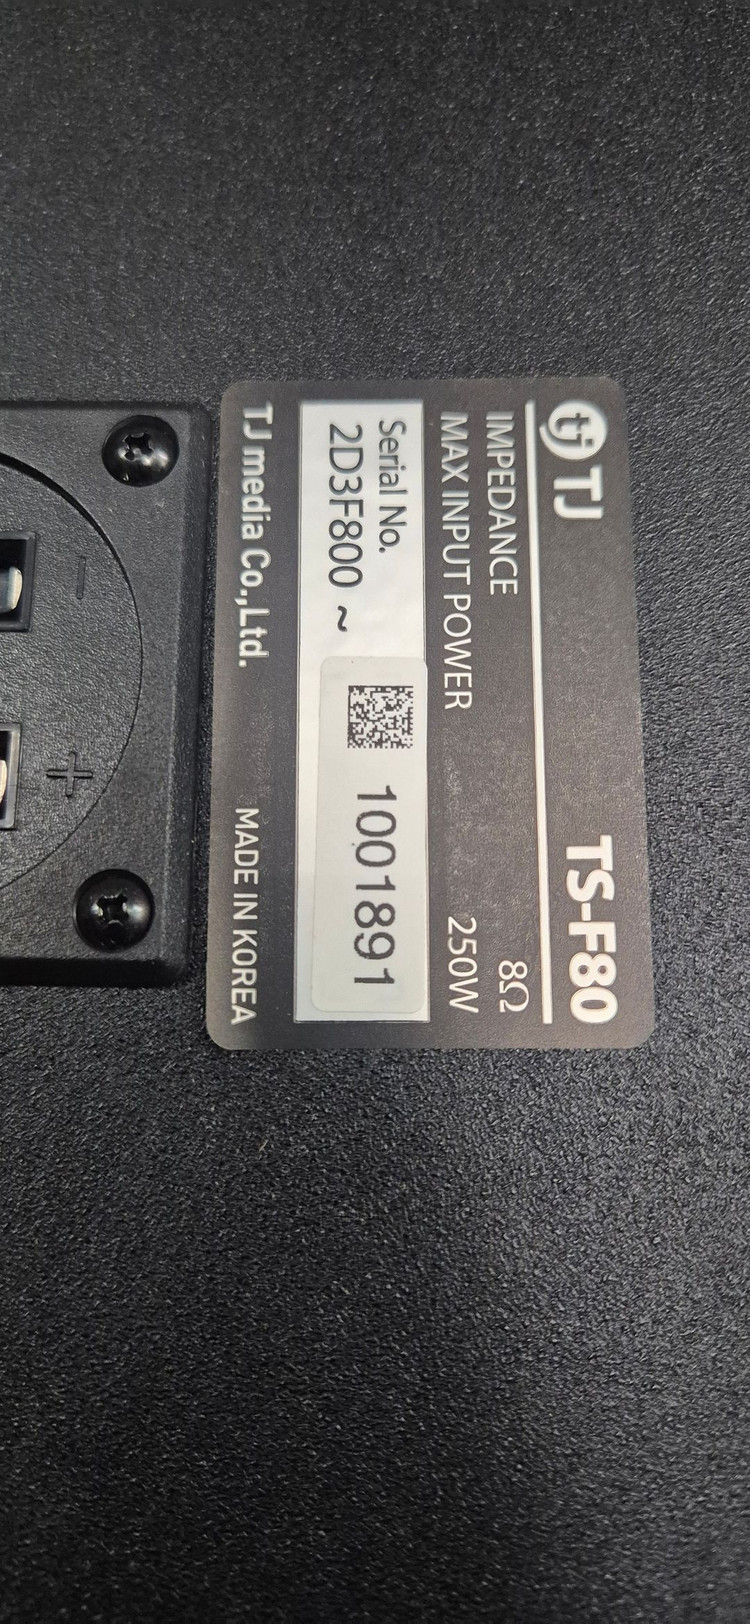 tj TJ TS-F80
IMPEDANCE 8Ω
MAX INPUT POWER 250W
Serial No.
2D3F800 ~ 1001891
TJ media Co.,Ltd. MADE IN KOREA
- +